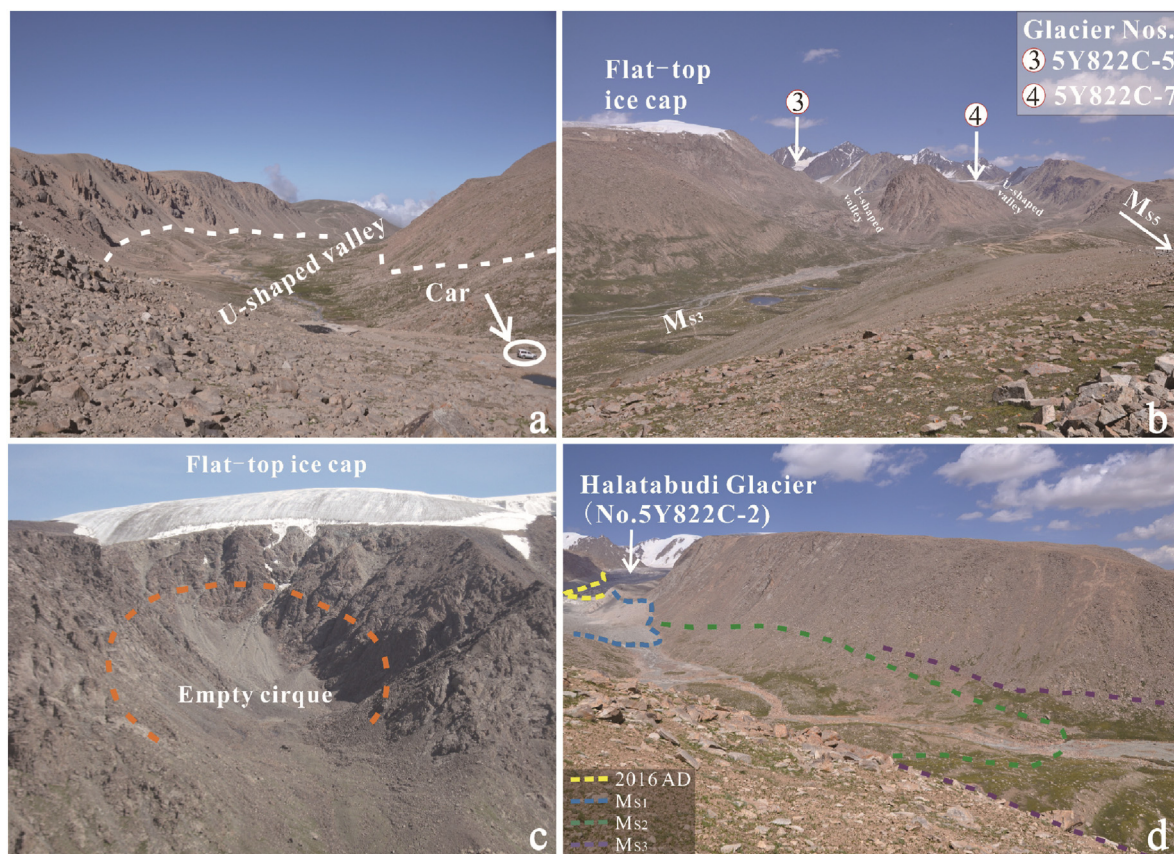 U-shaped valley
Car
a
Flat-top
ice cap
③
④
Glacier Nos.
③ 5Y822C-5
④ 5Y822C-7
U-shaped
valley
U-shaped
valley
MS5
MS3
b
Flat-top ice cap
Empty cirque
c
Halatabudi Glacier
(No.5Y822C-2)
2016 AD
MS1
MS2
MS3
d